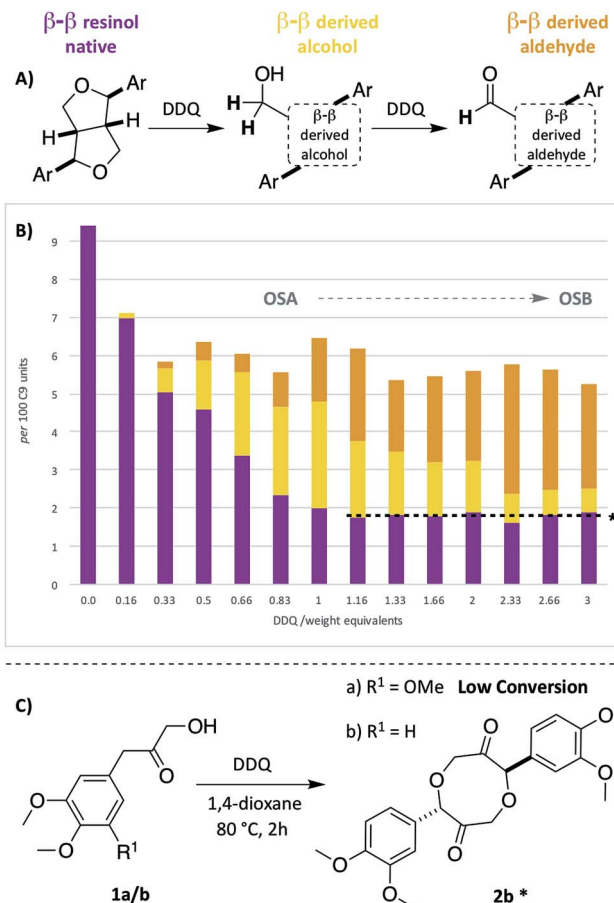 β-β resinol native
β-β derived alcohol
β-β derived aldehyde
A)
O
Ar
H
H
Ar
O
DDQ
OH
H
H
Ar
β-β
derived
alcohol
Ar
DDQ
O
H
Ar
β-β
derived
aldehyde
Ar
B)
per 100 C9 units
9
8
7
6
5
4
3
2
1
0
OSA
OSB
*
0.0 0.16 0.33 0.5 0.66 0.83 1 1.16 1.33 1.66 2 2.33 2.66 3
DDQ /weight equivalents
C)
a) R¹ = OMe Low Conversion
b) R¹ = H
OH
O
O
O
R¹
1a/b
DDQ
1,4-dioxane
80 °C, 2h
O
O
O
O
O
O
O
O
2b *